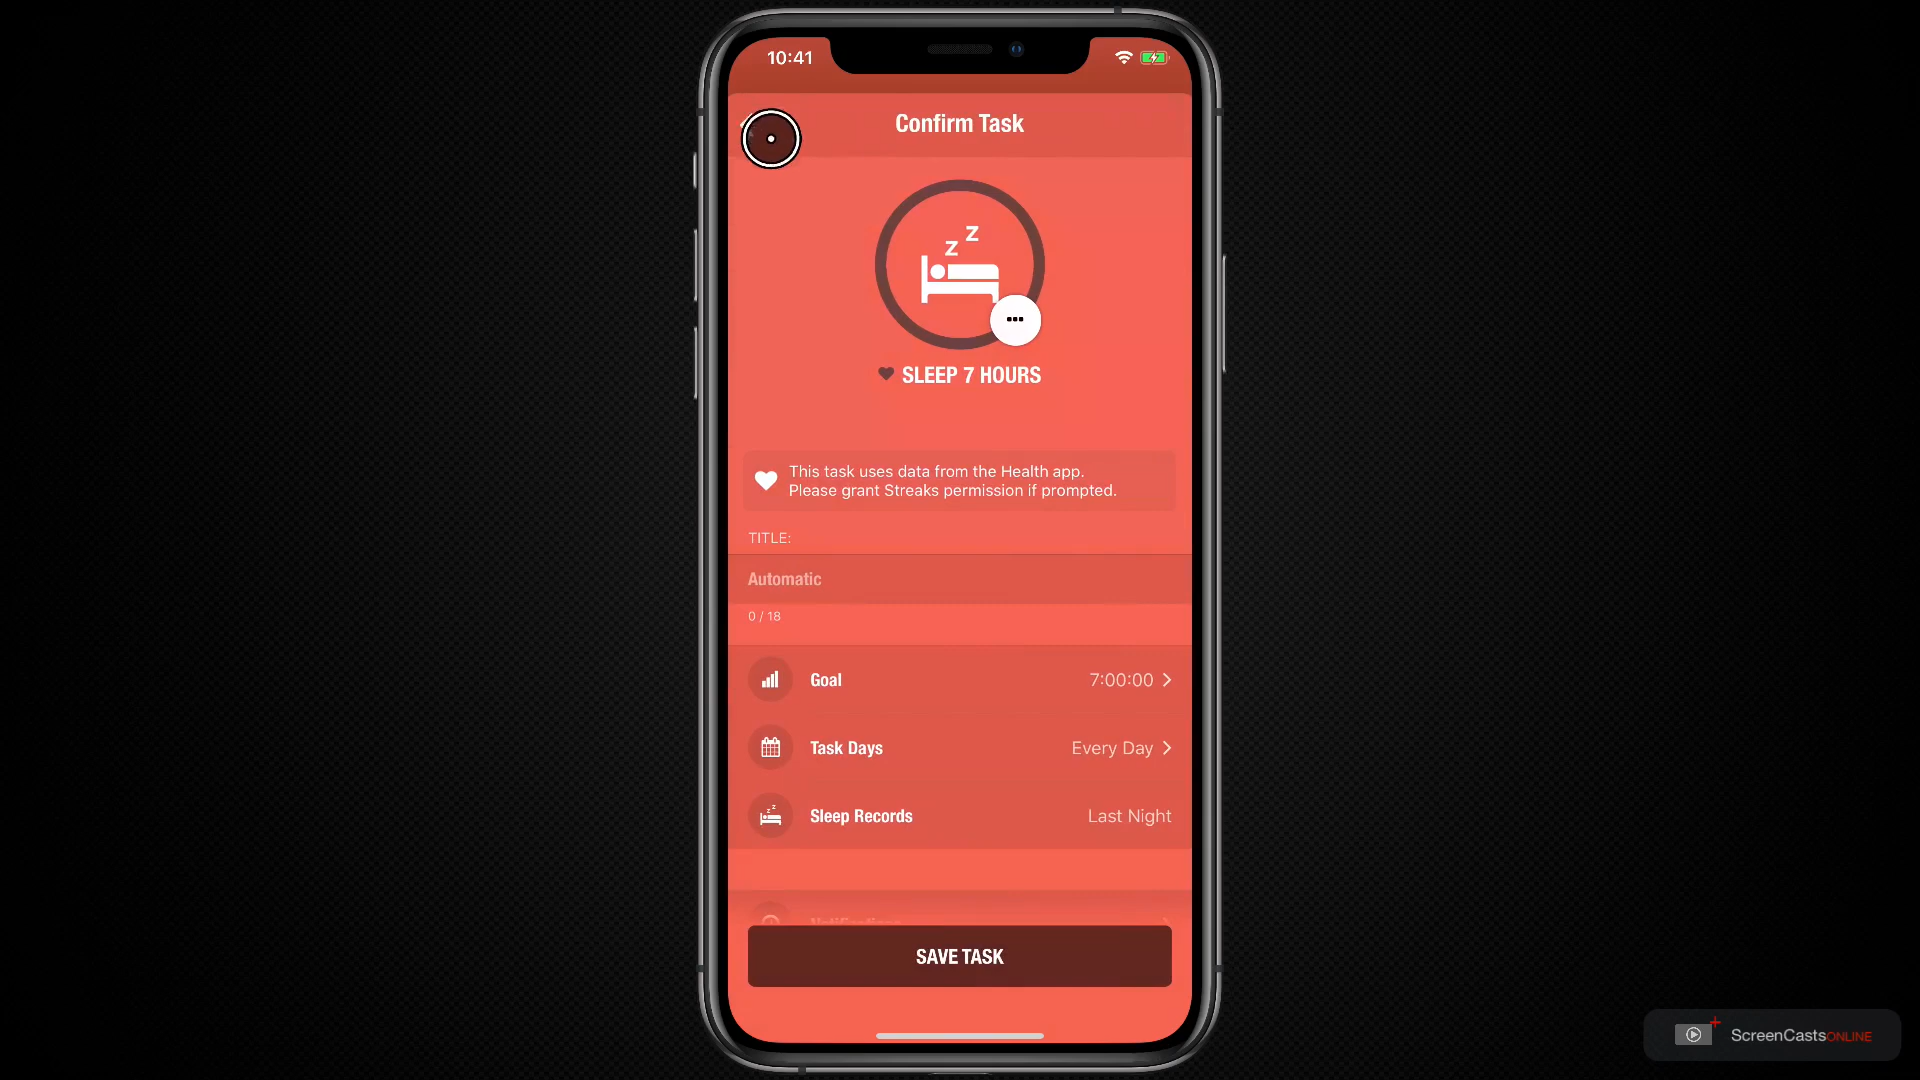 10:41
Confirm Task
z z
SLEEP 7 HOURS
This task uses data from the Health app.
Please grant Streaks permission if prompted.
TITLE:
Automatic
0 / 18
Goal 7:00:00
Task Days Every Day
Sleep Records Last Night
Notifications
SAVE TASK
ScreenCastsONLINE